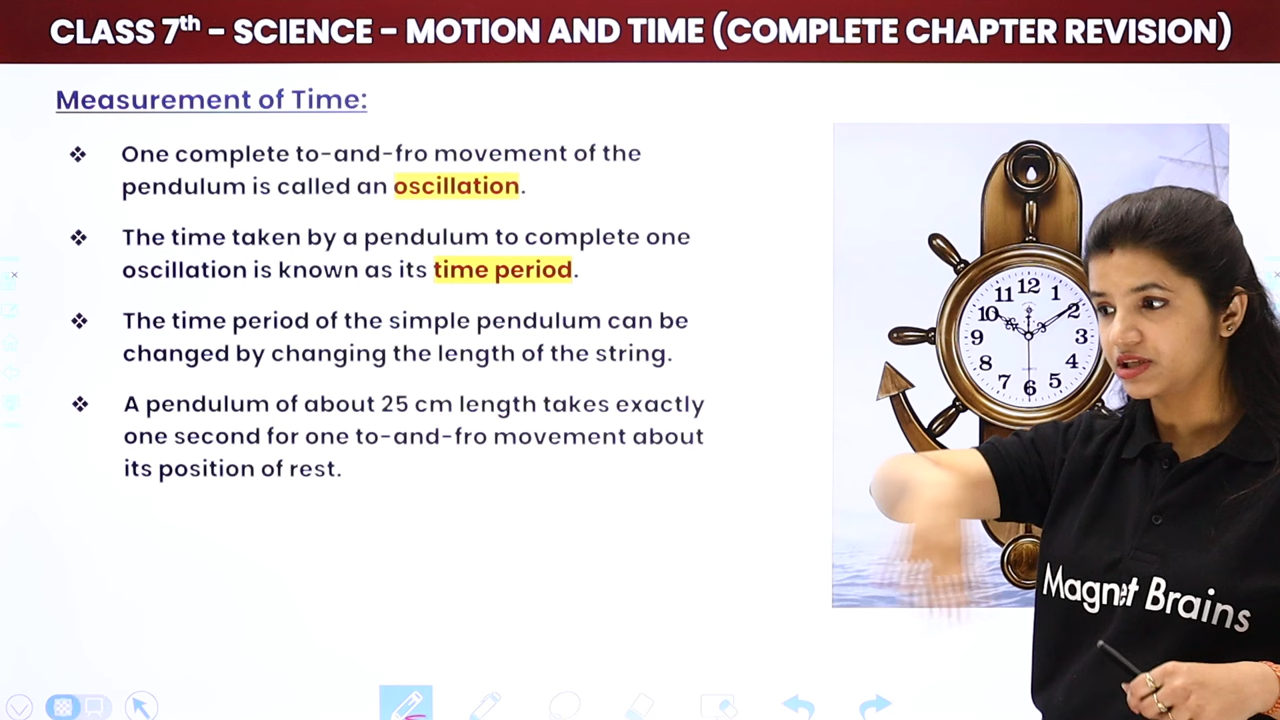 CLASS 7th – SCIENCE – MOTION AND TIME (COMPLETE CHAPTER REVISION)
Measurement of Time:
❖ One complete to-and-fro movement of the
pendulum is called an oscillation.
❖ The time taken by a pendulum to complete one
oscillation is known as its time period.
❖ The time period of the simple pendulum can be
changed by changing the length of the string.
❖ A pendulum of about 25 cm length takes exactly
one second for one to-and-fro movement about
its position of rest.
12
11 1
10 2
9 3
8 4
7 5
6
Magnet Brains